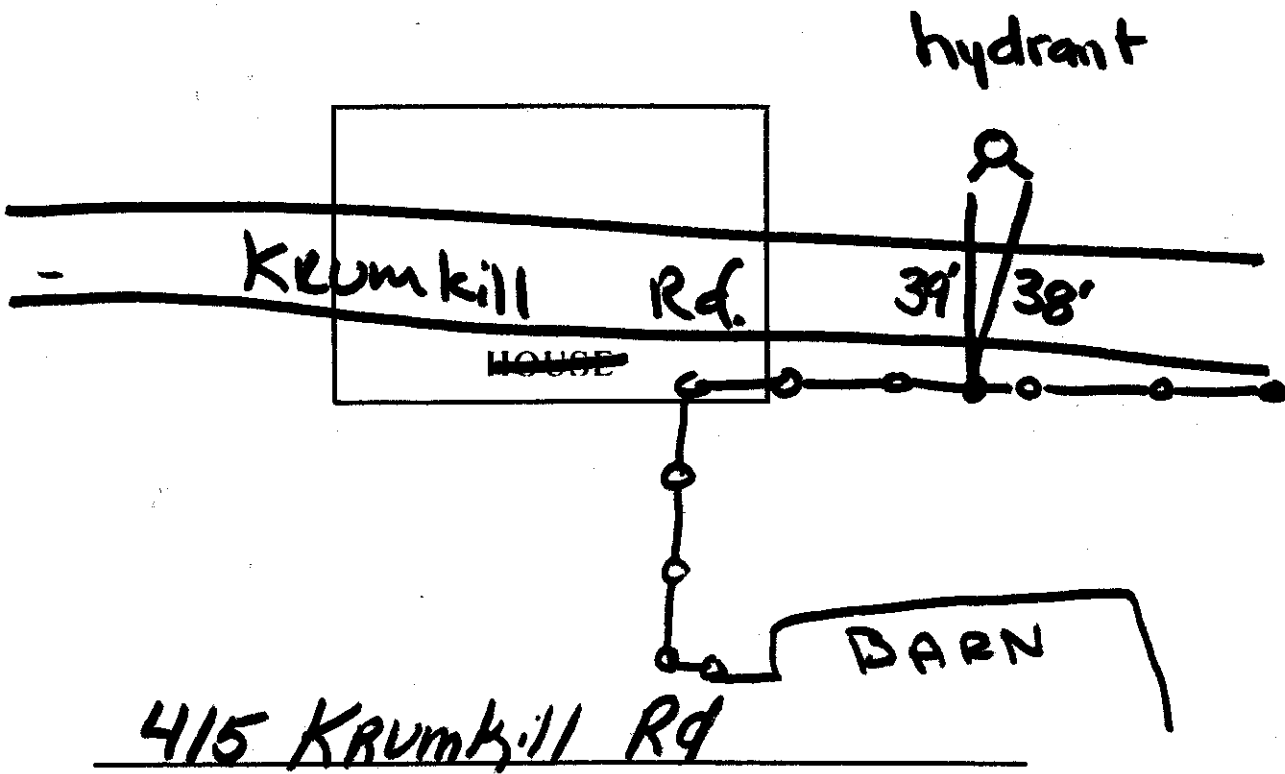 hydrant
Krumkill Rd.
39' 38'
HOUSE
BARN
415 KRumkill Rd